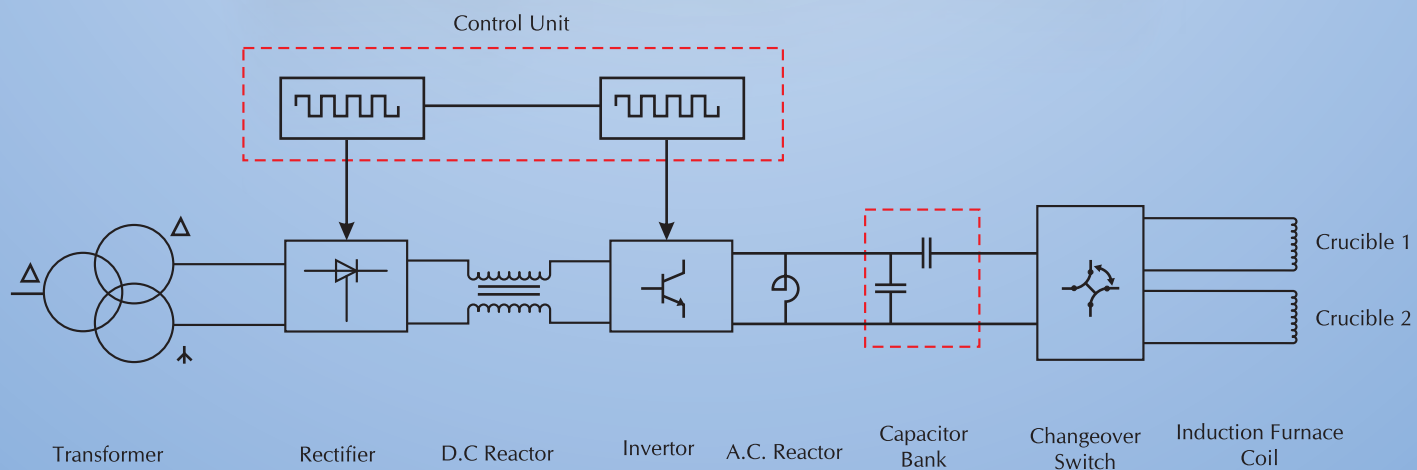 Control Unit
Crucible 1
Crucible 2
Transformer
Rectifier
D.C Reactor
Invertor
A.C. Reactor
Capacitor
Bank
Changeover
Switch
Induction Furnace
Coil